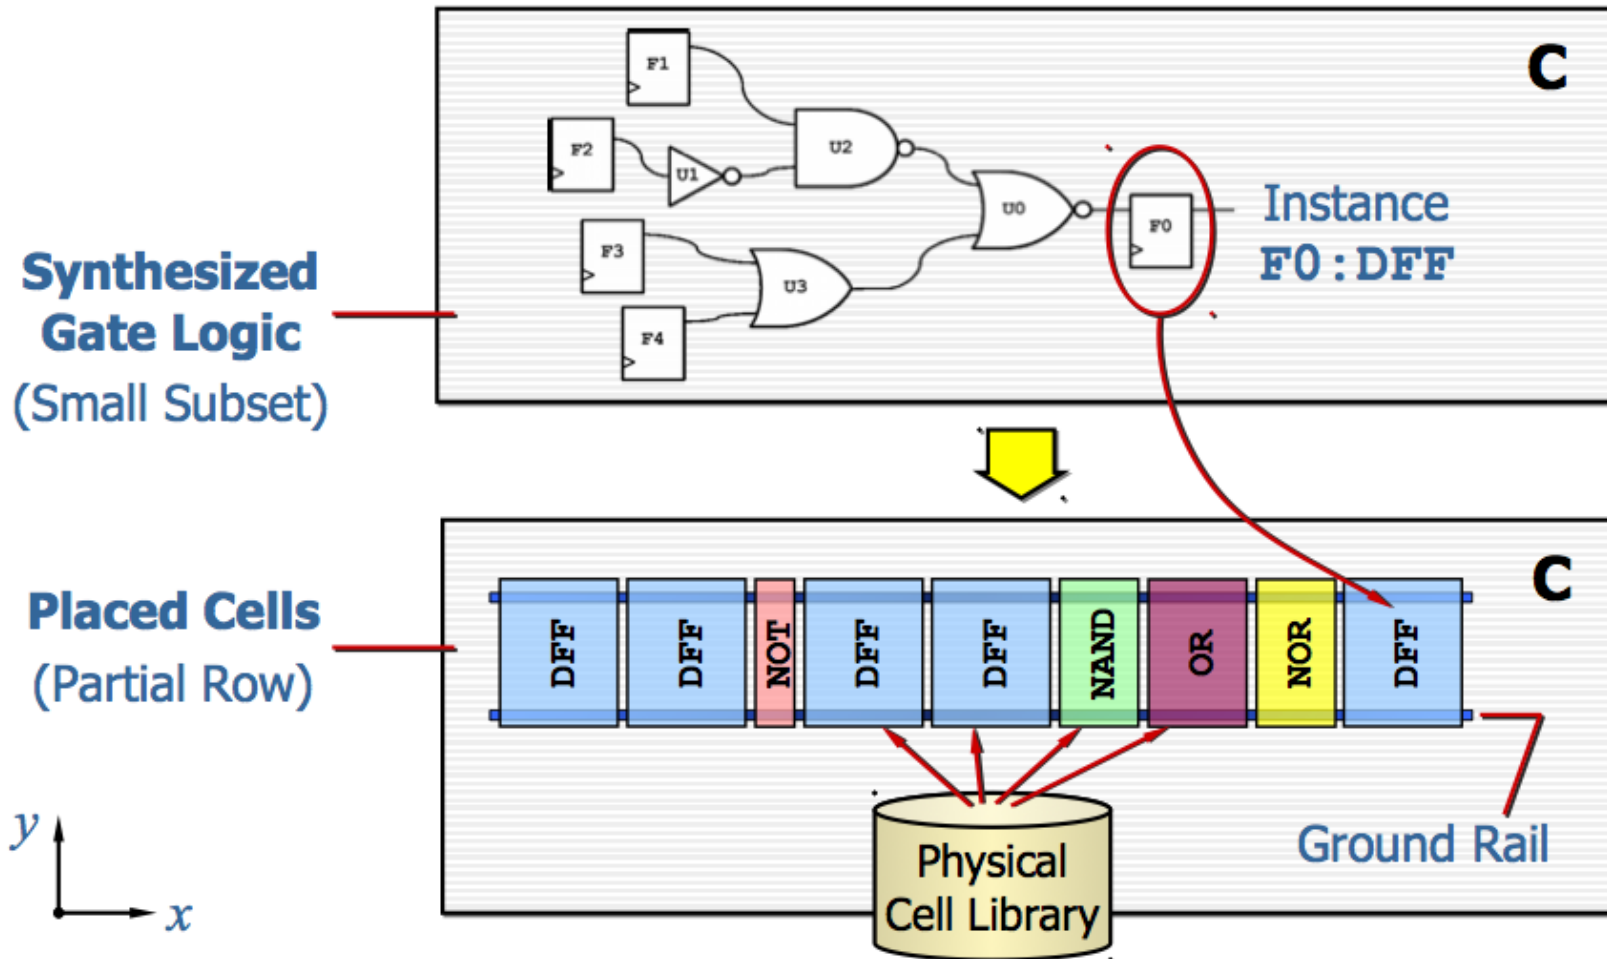 C
F1
F2
U1
U2
F3
U3
F4
U0
F0
Instance
F0:DFF
Synthesized
Gate Logic
(Small Subset)
C
Placed Cells
(Partial Row)
DFF
DFF
NOT
DFF
DFF
NAND
OR
NOR
DFF
Physical
Cell Library
Ground Rail
y
x